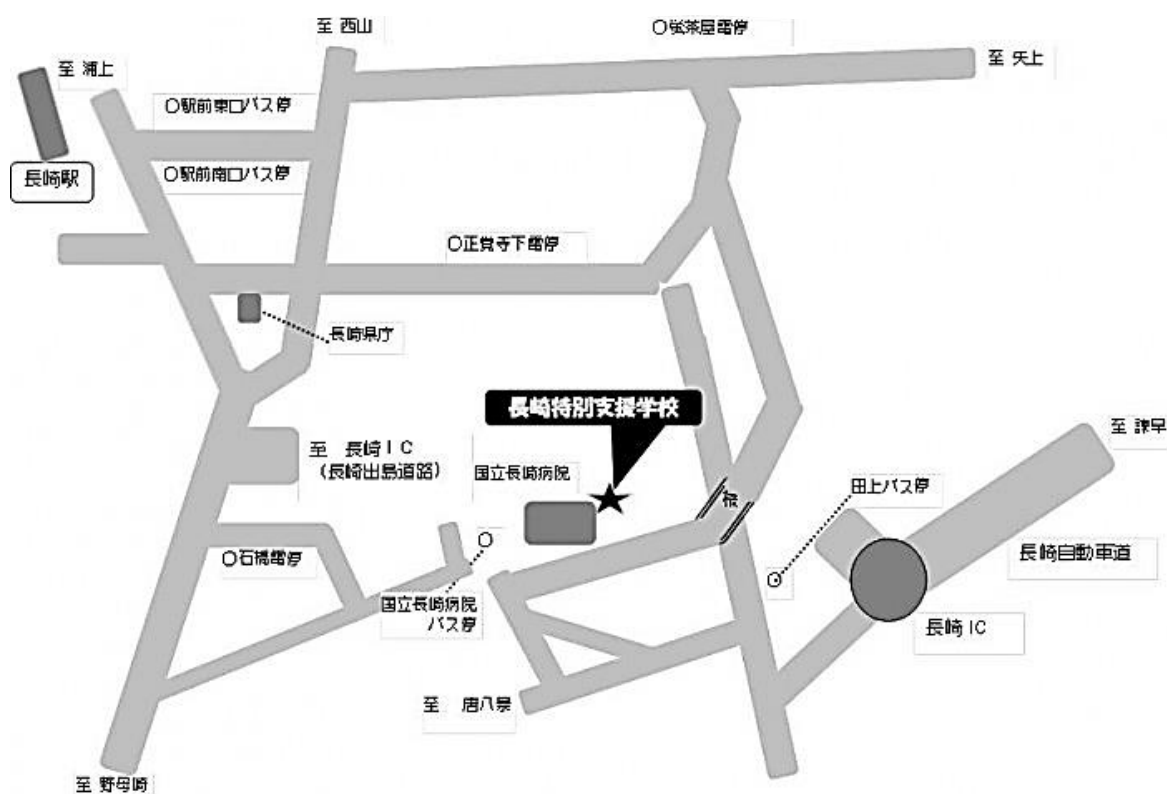 至 西山
○蛍茶屋電停
至 浦上
至 矢上
○駅前東口バス停
○駅前南口バス停
長崎駅
○正覚寺下電停
長崎県庁
長崎特別支援学校
至 諫早
至 長崎IC
(長崎出島道路)
国立長崎病院
田上バス停
橋
○石橋電停
長崎自動車道
国立長崎病院
バス停
長崎IC
至 唐八景
至 野母崎